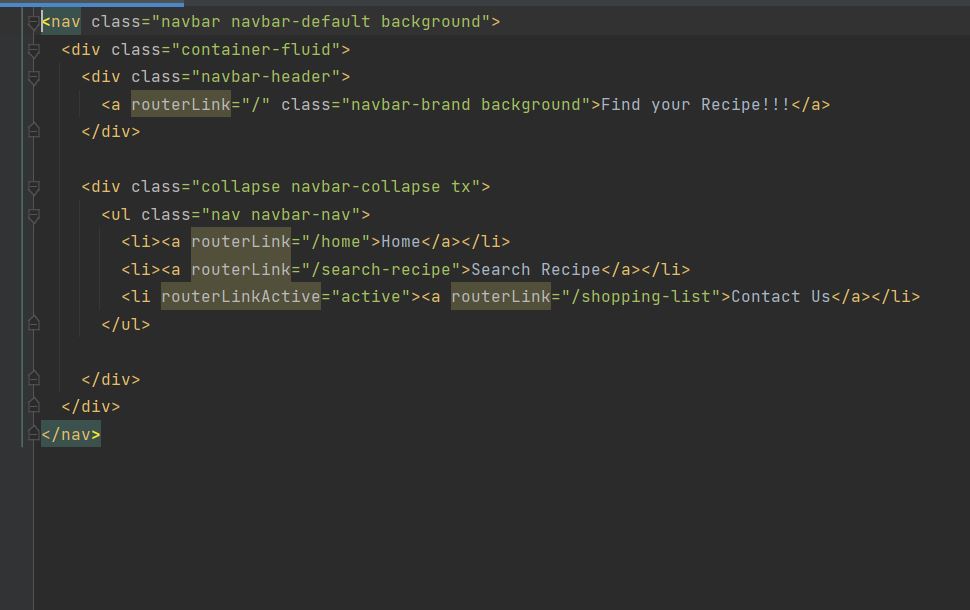 <nav class="navbar navbar-default background">
<div class="container-fluid">
<div class="navbar-header">
<a routerLink="/" class="navbar-brand background">Find your Recipe!!!</a>
</div>
<div class="collapse navbar-collapse tx">
<ul class="nav navbar-nav">
<li><a routerLink="/home">Home</a></li>
<li><a routerLink="/search-recipe">Search Recipe</a></li>
<li routerLinkActive="active"><a routerLink="/shopping-list">Contact Us</a></li>
</ul>
</div>
</div>
</nav>